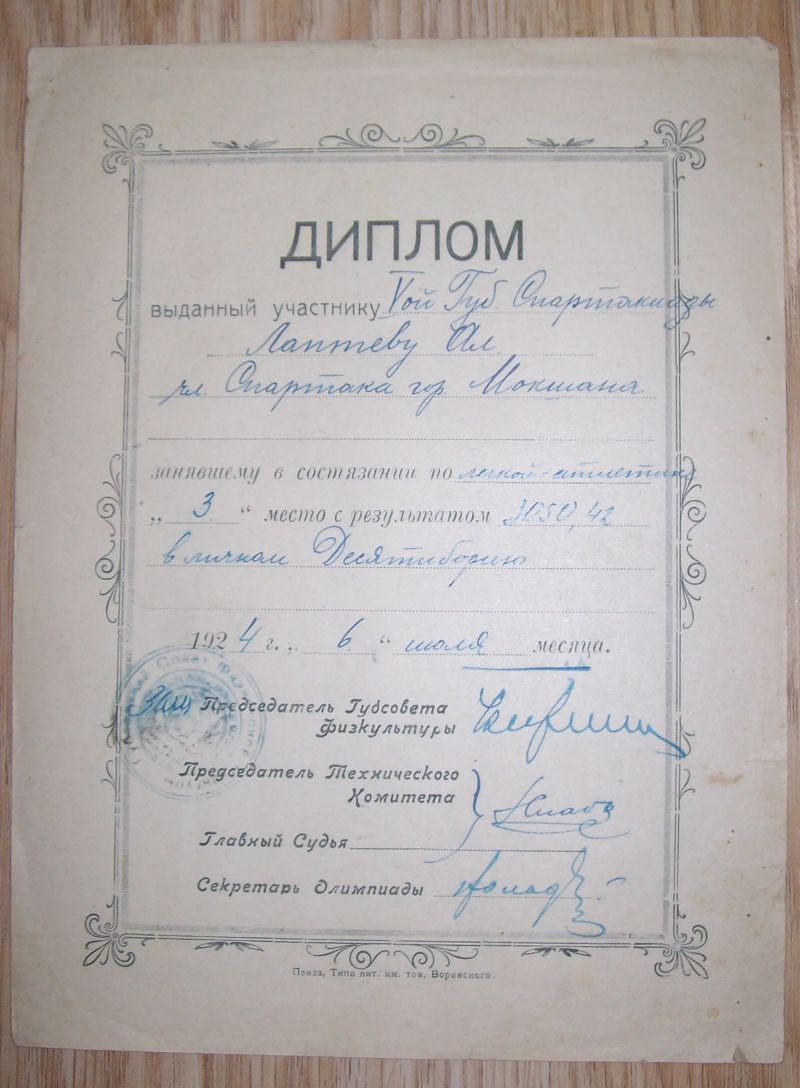 ДИПЛОМ
выданный участнику Vой Губ. Спартакиады
Лаптеву Ал.
чл. Спартака гор. Мокшана
занявшему в состязании по легкой-атлетике
„ 3. “ место с результатом 3050,42
в личном Десятиборью
1924 г. „ 6 “ июля месяца.
Зам Председатель Губсовета
физкультуры
Председатель Технического
Комитета
Главный Судья
Секретарь Олимпиады
Пенза, Типо лит. им. тов. Воровского.